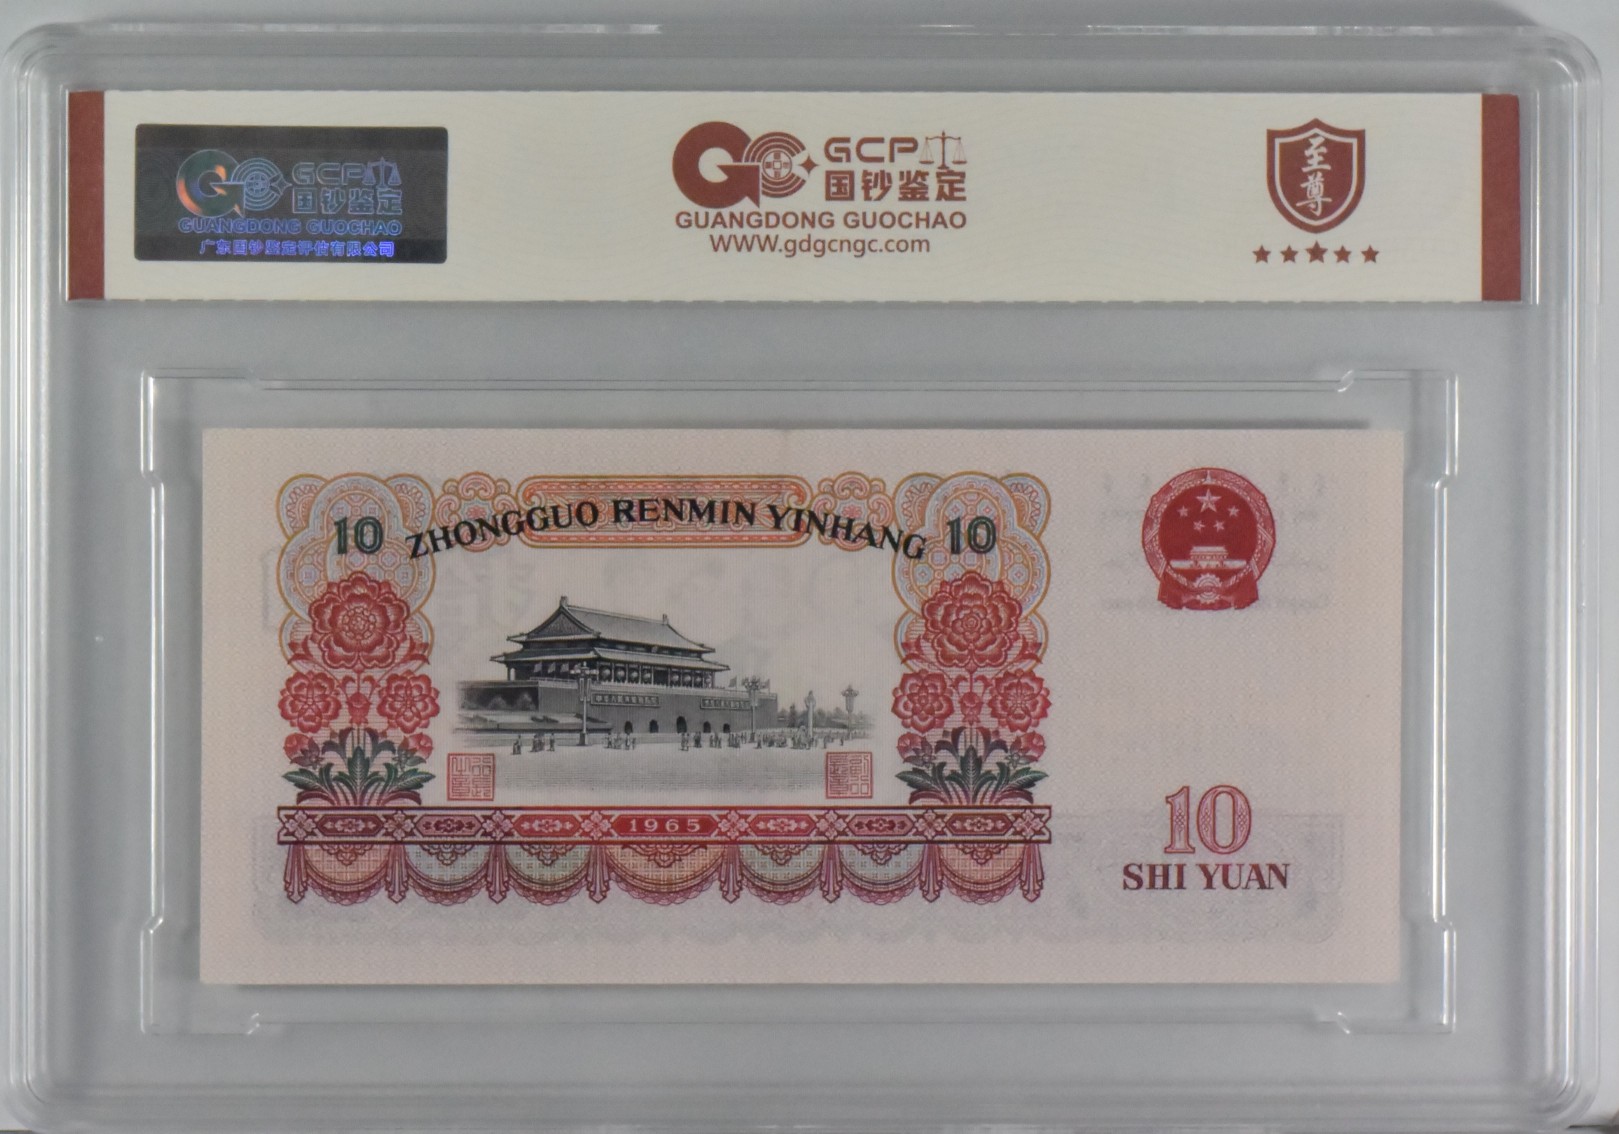 GCP
国钞鉴定
GUANGDONG GUOCHAO
广东国钞鉴定评估有限公司
GCP
国钞鉴定
GUANGDONG GUOCHAO
WWW.gdgcngc.com
至尊
10 ZHONGGUO RENMIN YINHANG 10
1965
10
SHI YUAN